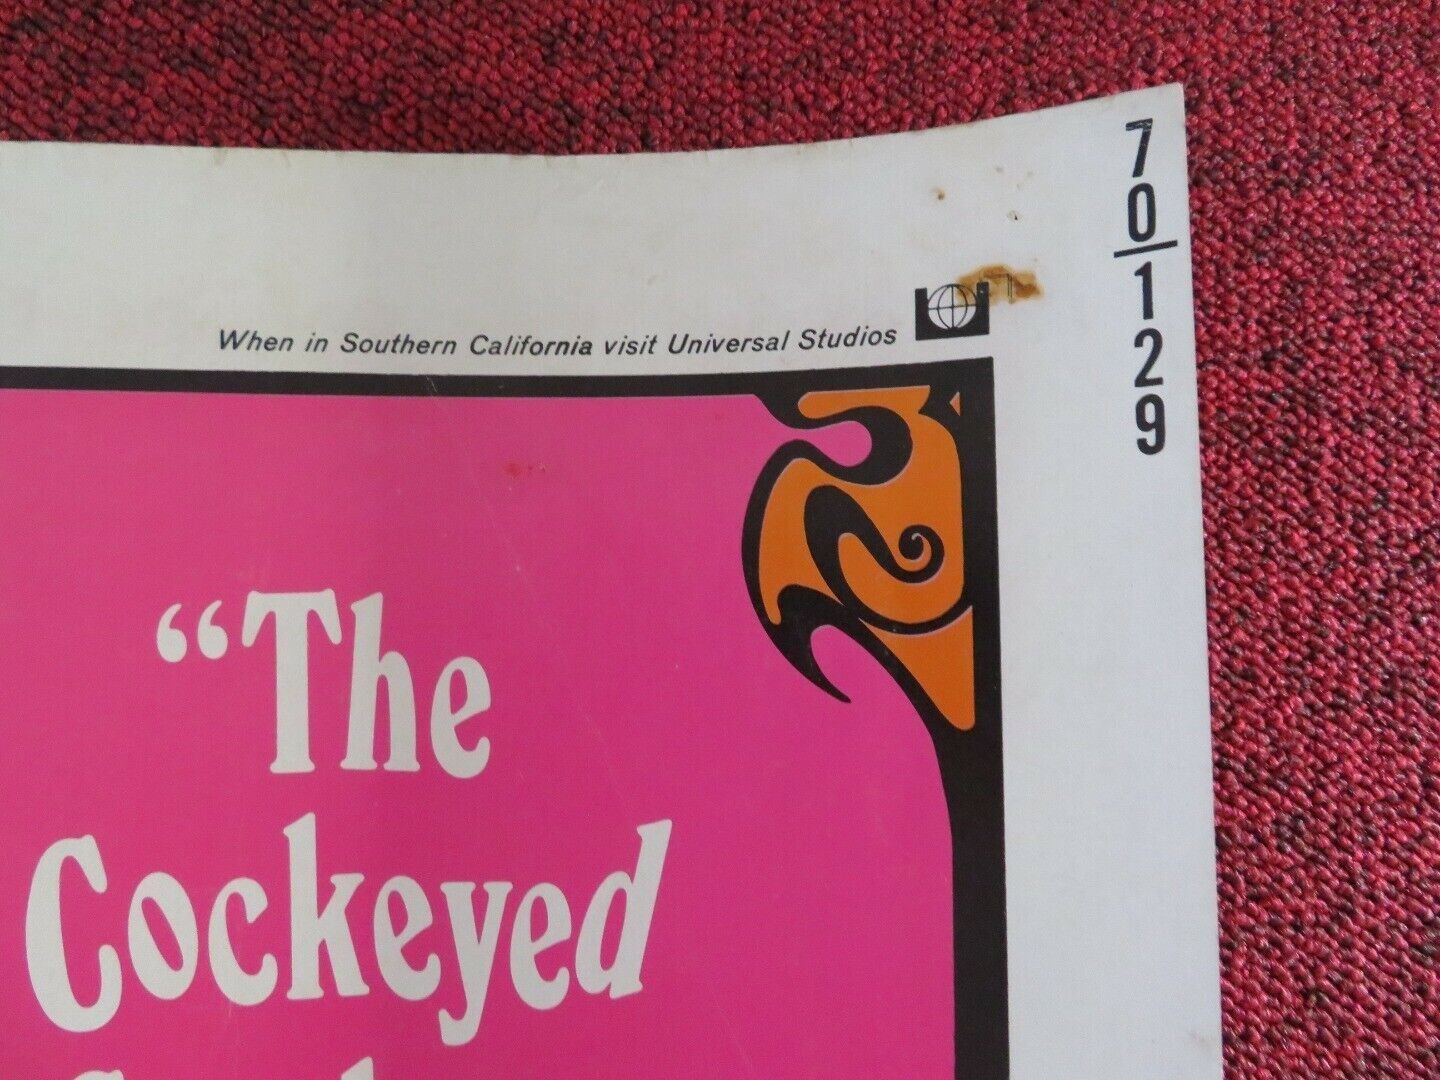 70/129
When in Southern California visit Universal Studios
"The
Cockeyed